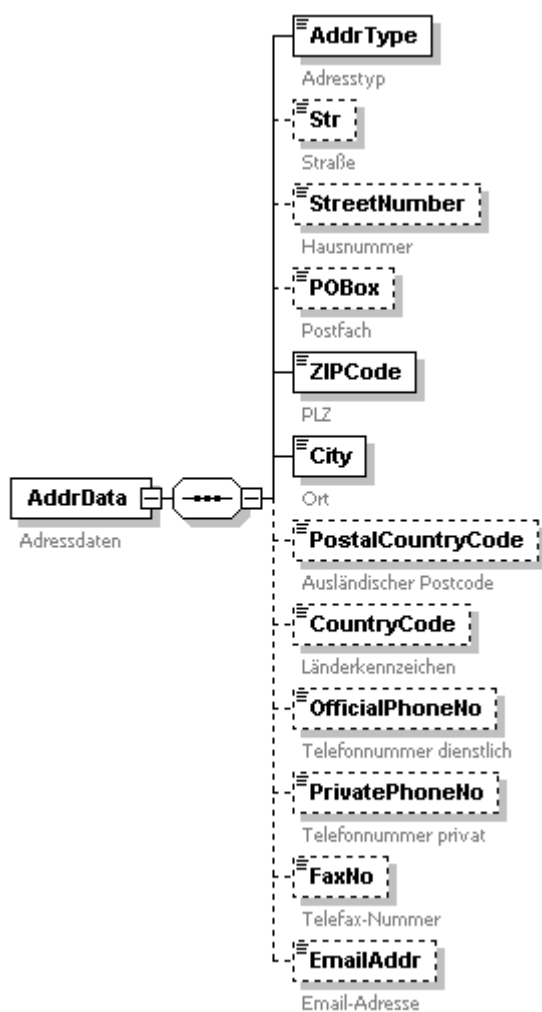 AddrType
Adresstyp
Str
Straße
StreetNumber
Hausnummer
POBox
Postfach
ZIPCode
PLZ
City
Ort
AddrData
Adressdaten
PostalCountryCode
Ausländischer Postcode
CountryCode
Länderkennzeichen
OfficialPhoneNo
Telefonnummer dienstlich
PrivatePhoneNo
Telefonnummer privat
FaxNo
Telefax-Nummer
EmailAddr
Email-Adresse